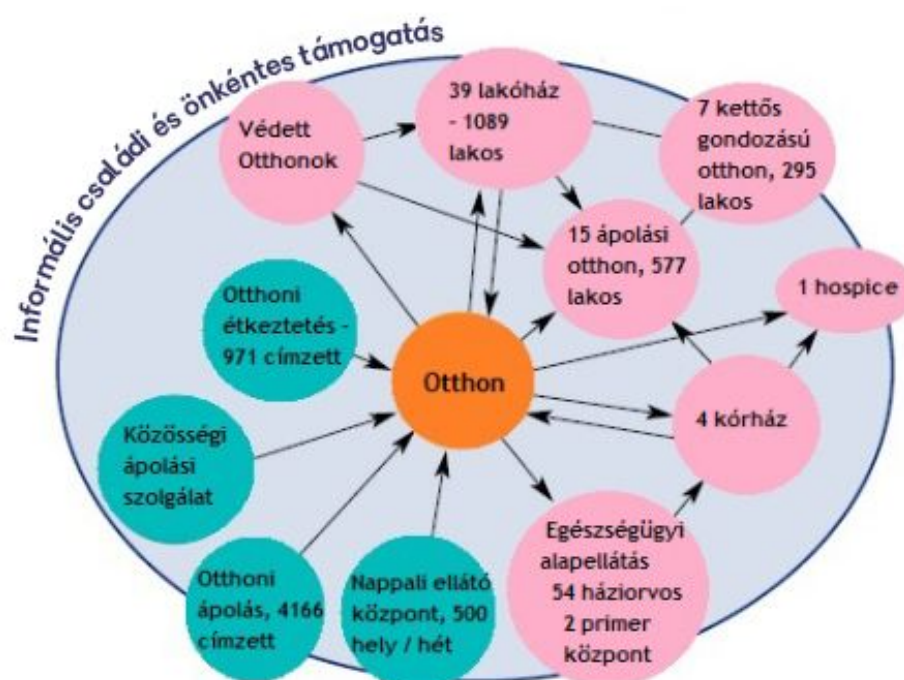 Informális családi és önkéntes támogatás
Védett
Otthonok
39 lakóház
- 1089
lakos
7 kettős
gondozású
otthon, 295
lakos
15 ápolási
otthon, 577
lakos
1 hospice
Otthoni
étkeztetés -
971 címzett
Otthon
4 kórház
Közösségi
ápolási
szolgálat
Otthoni
ápolás, 4166
címzett
Nappali ellátó
központ, 500
hely / hét
Egészségügyi
alapellátás
54 háziorvos
2 primer
központ